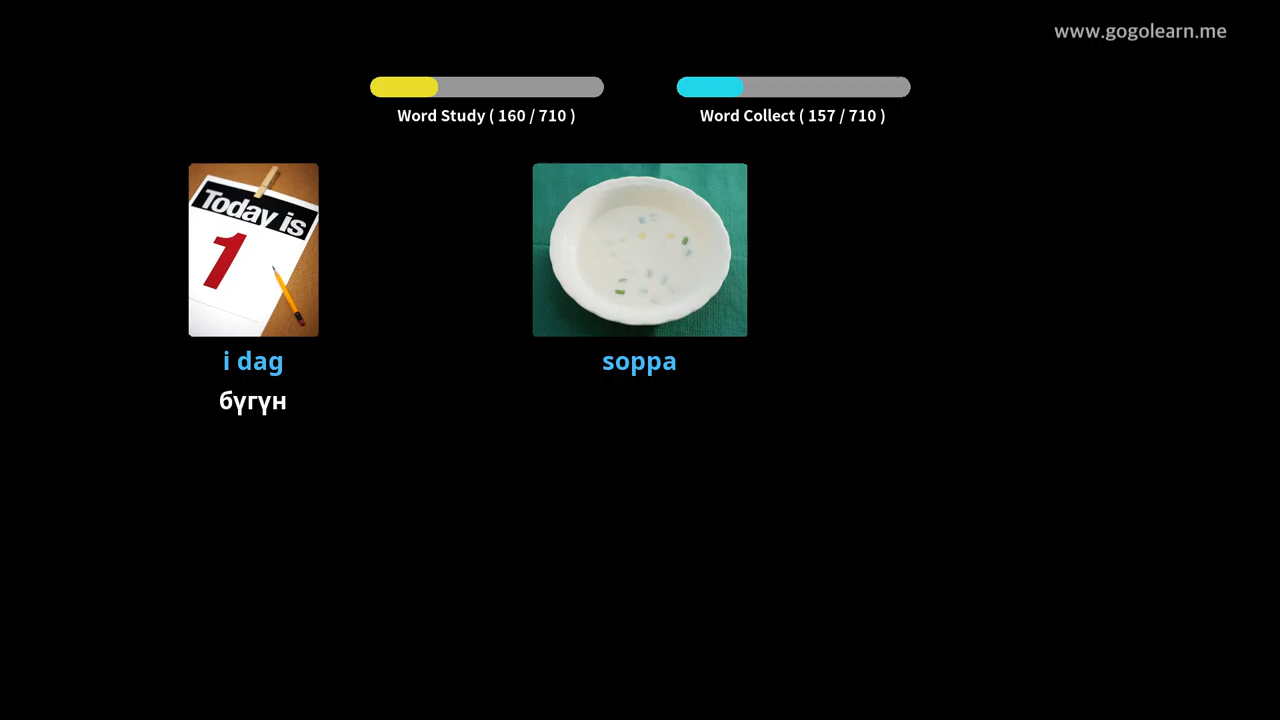 www.gogolearn.me
Word Study ( 160 / 710 )
Word Collect ( 157 / 710 )
Today is
1
i dag
soppa
бүгүн